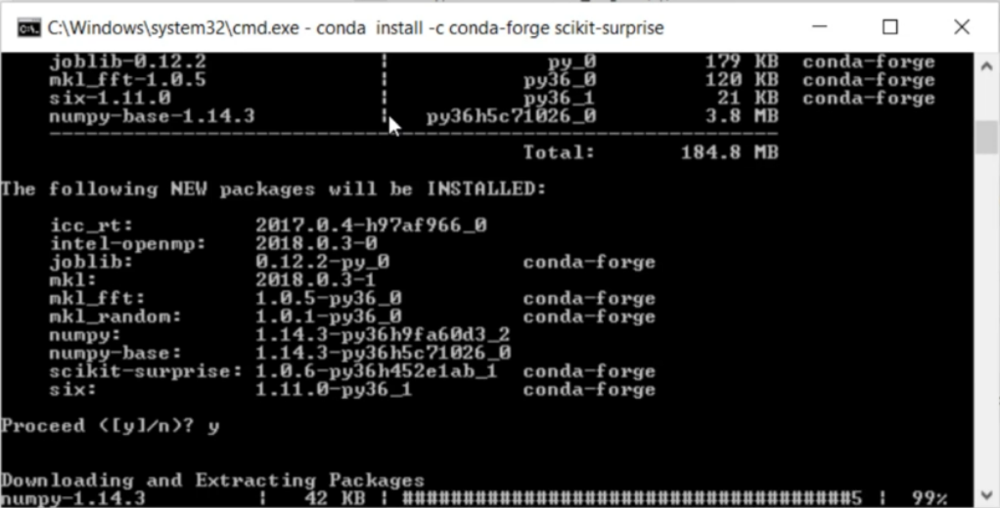 C:\Windows\system32\cmd.exe - conda  install -c conda-forge scikit-surprise
joblib-0.12.2 | py_0 179 KB conda-forge
mkl_fft-1.0.5 | py36_0 120 KB conda-forge
six-1.11.0 | py36_1 21 KB conda-forge
numpy-base-1.14.3 | py36h5c71026_0 3.8 MB
------------------------------------------------------------
Total: 184.8 MB
The following NEW packages will be INSTALLED:
icc_rt: 2017.0.4-h97af966_0
intel-openmp: 2018.0.3-0
joblib: 0.12.2-py_0 conda-forge
mkl: 2018.0.3-1
mkl_fft: 1.0.5-py36_0 conda-forge
mkl_random: 1.0.1-py36_0 conda-forge
numpy: 1.14.3-py36h9fa60d3_2
numpy-base: 1.14.3-py36h5c71026_0
scikit-surprise: 1.0.6-py36h452e1ab_1 conda-forge
six: 1.11.0-py36_1 conda-forge
Proceed ([y]/n)? y
Downloading and Extracting Packages
numpy-1.14.3 | 42 KB | #####################################5 | 99%